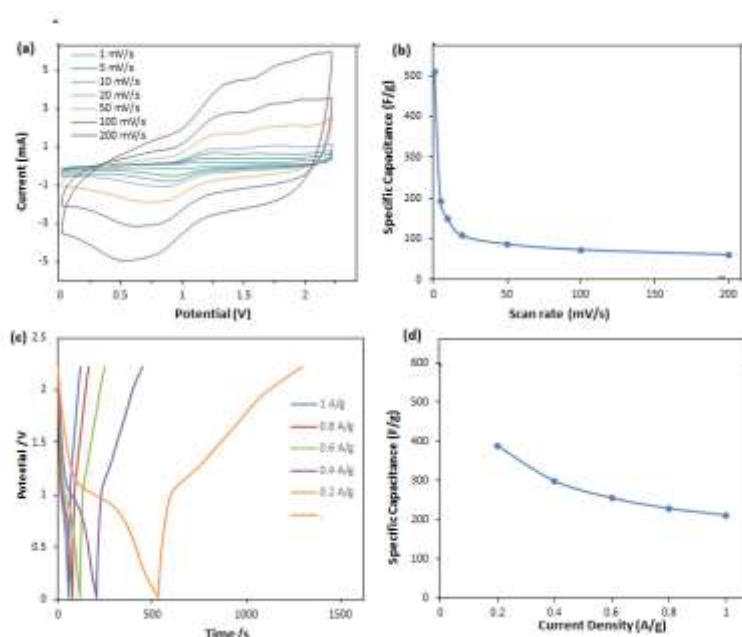 (a)
1 mV/s
5 mV/s
10 mV/s
20 mV/s
50 mV/s
100 mV/s
200 mV/s
5
3
1
-1
-3
-5
Current (mA)
0 0.5 1 1.5 2
Potential (V)
(b)
500
400
300
200
100
0
Specific Capacitance (F/g)
0 50 100 150 200
Scan rate (mV/s)
(c)
2.5
2
1.5
1
0.5
0
Potential /V
1 A/g
0.8 A/g
0.6 A/g
0.4 A/g
0.2 A/g
0 500 1000 1500
Time /s
(d)
600
500
400
300
200
100
0
Specific Capacitance (F/g)
0.2 0.4 0.6 0.8 1
Current Density (A/g)